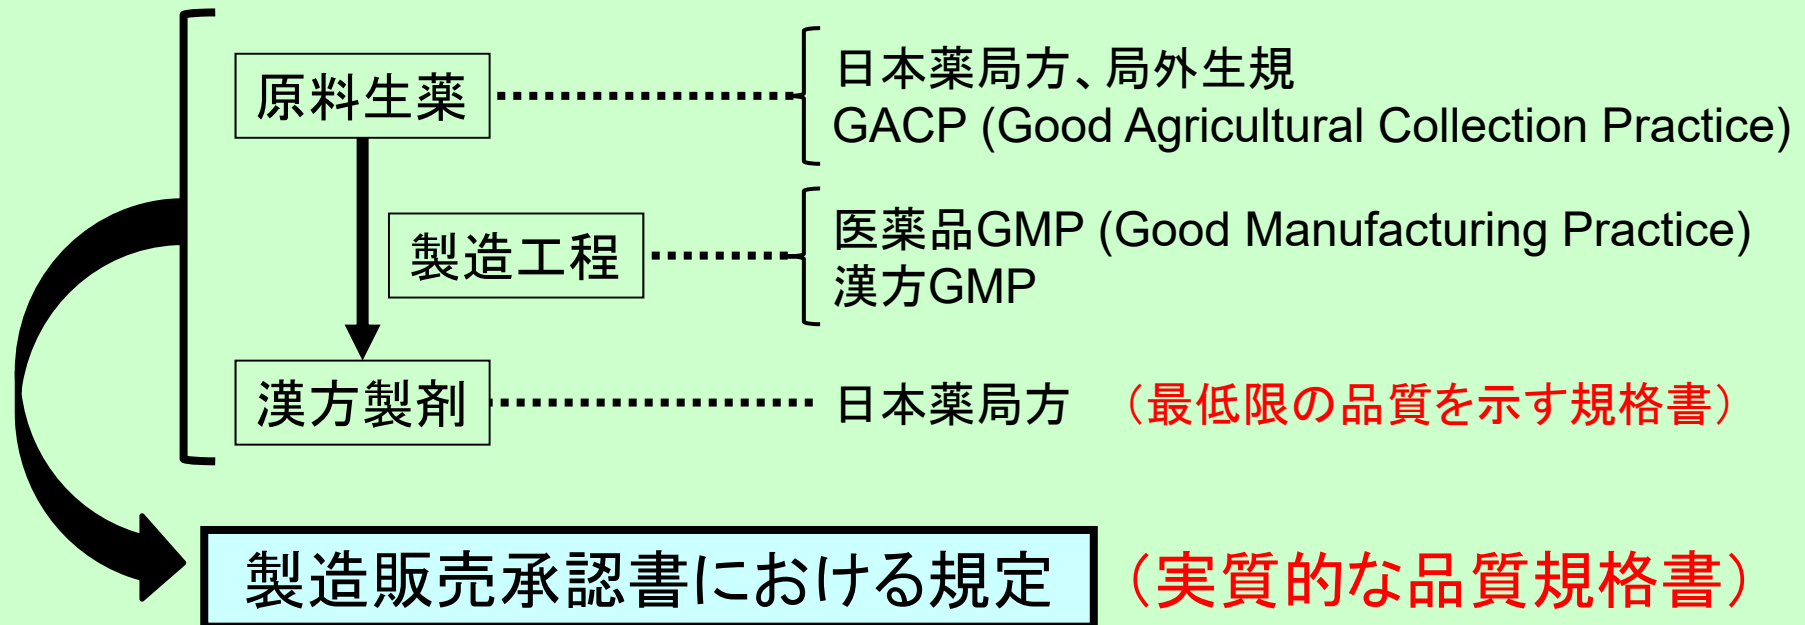 原料生薬
日本薬局方、局外生規
GACP (Good Agricultural Collection Practice)
製造工程
医薬品GMP (Good Manufacturing Practice)
漢方GMP
漢方製剤
日本薬局方 （最低限の品質を示す規格書）
製造販売承認書における規定 （実質的な品質規格書）